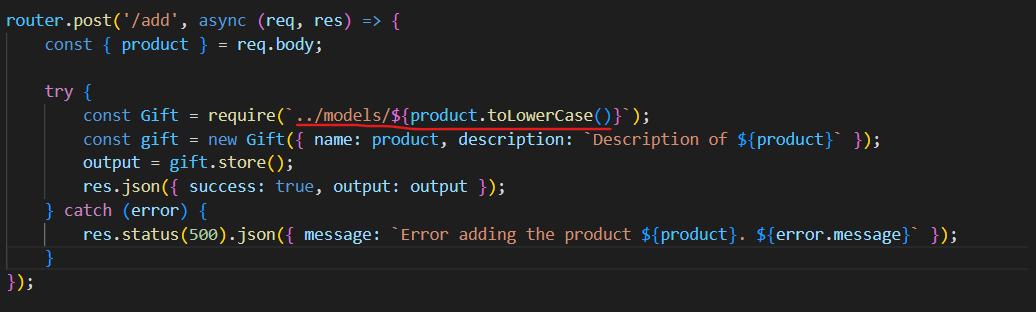 router.post('/add', async (req, res) => {
    const { product } = req.body;

    try {
        const Gift = require(`../models/${product.toLowerCase()}`);
        const gift = new Gift({ name: product, description: `Description of ${product}` });
        output = gift.store();
        res.json({ success: true, output: output });
    } catch (error) {
        res.status(500).json({ message: `Error adding the product ${product}. ${error.message}` });
    }
});